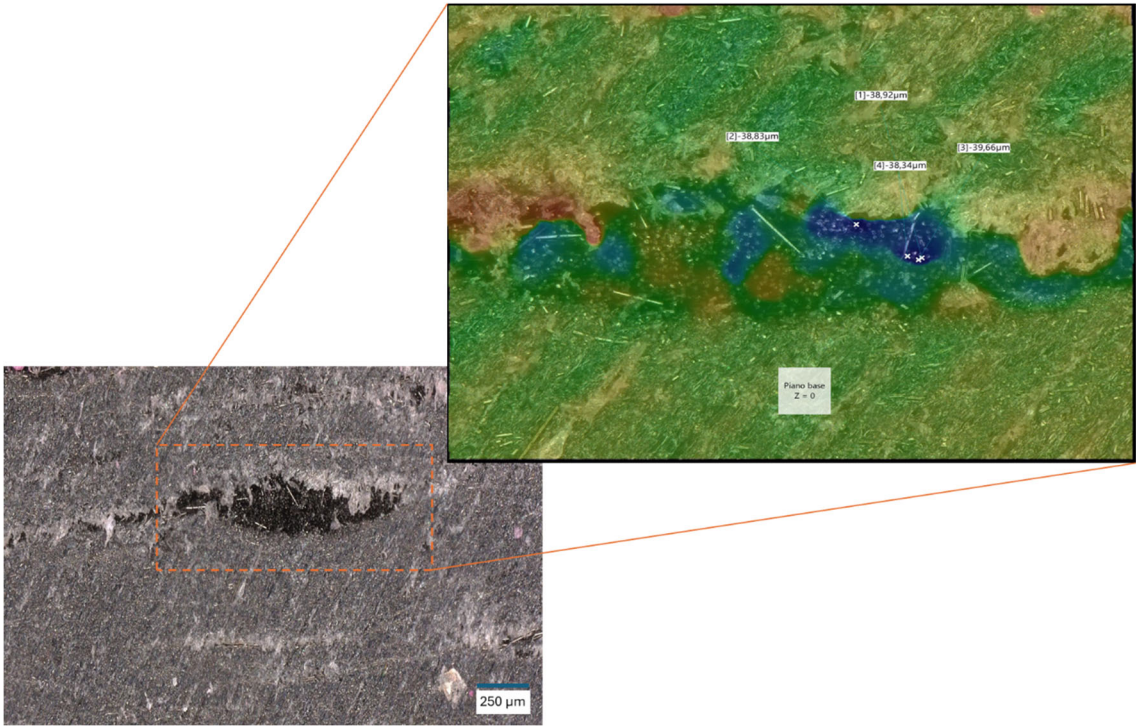 [1]-38,92µm
[2]-38,83µm
[3]-39,66µm
[4]-38,34µm
Piano base
Z = 0
250 µm